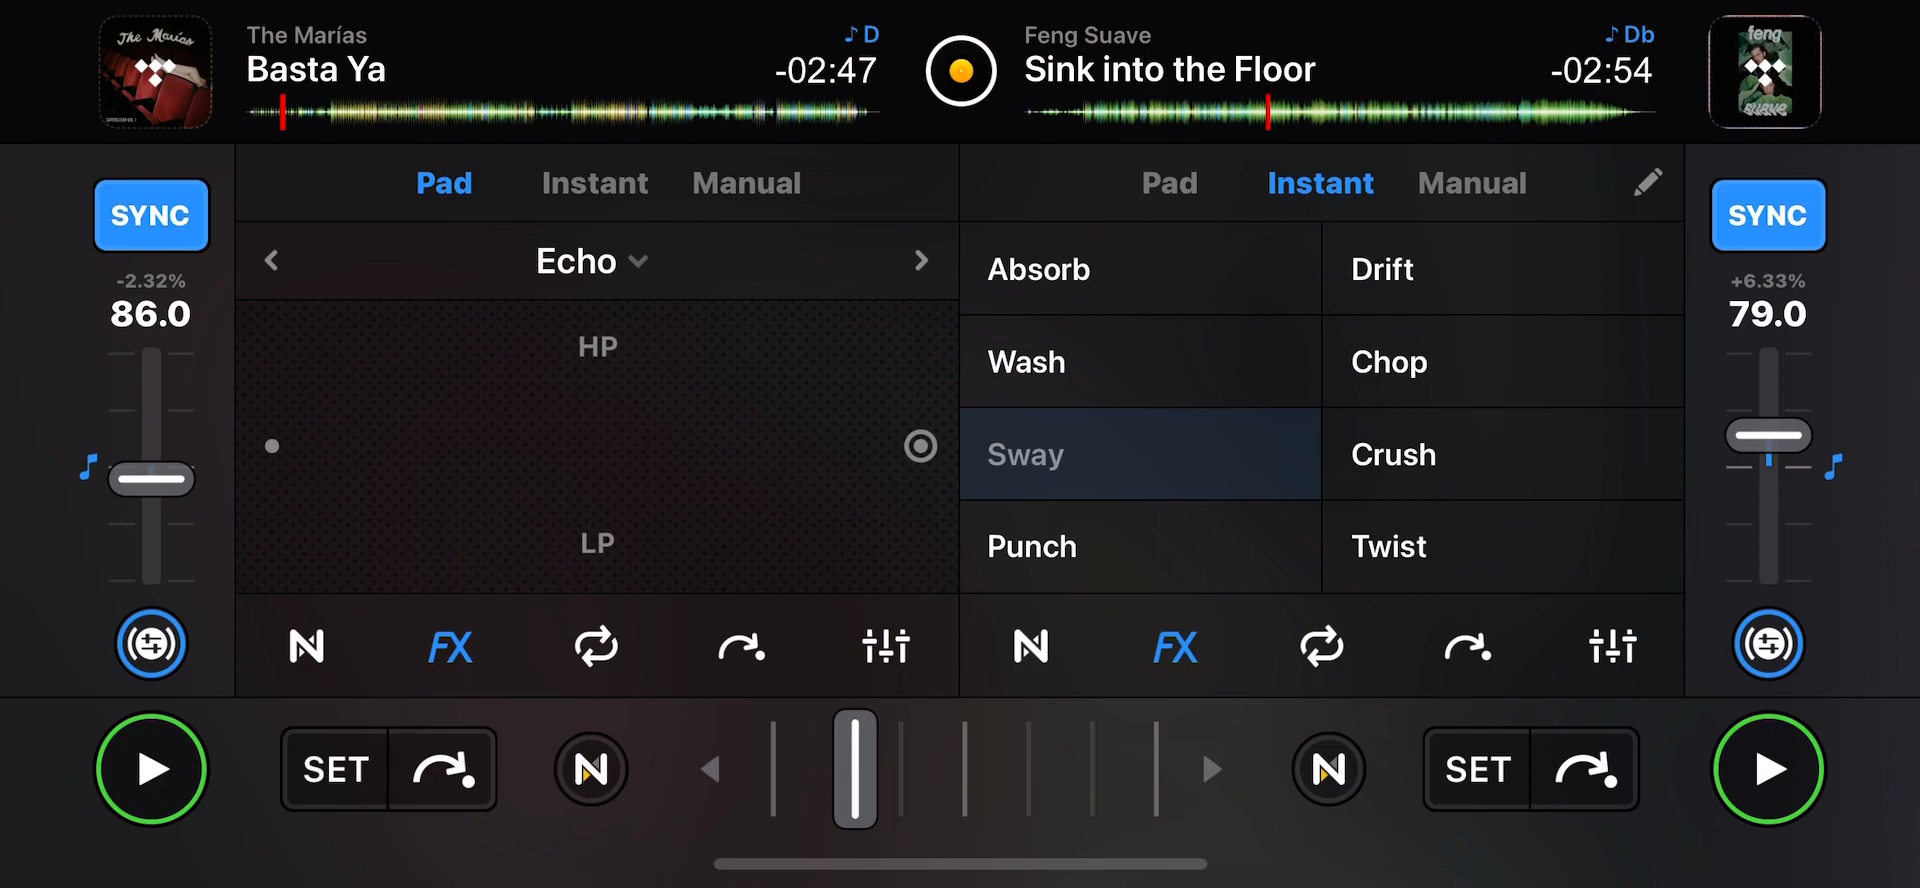 The Marías
The Marías
Basta Ya
♪ D
-02:47
Feng Suave
Sink into the Floor
♪ Db
-02:54
feng
suave
SYNC
-2.32%
86.0
Pad
Instant
Manual
Echo
HP
LP
FX
Pad
Instant
Manual
Absorb
Drift
Wash
Chop
Sway
Crush
Punch
Twist
FX
SYNC
+6.33%
79.0
SET
N
N
SET